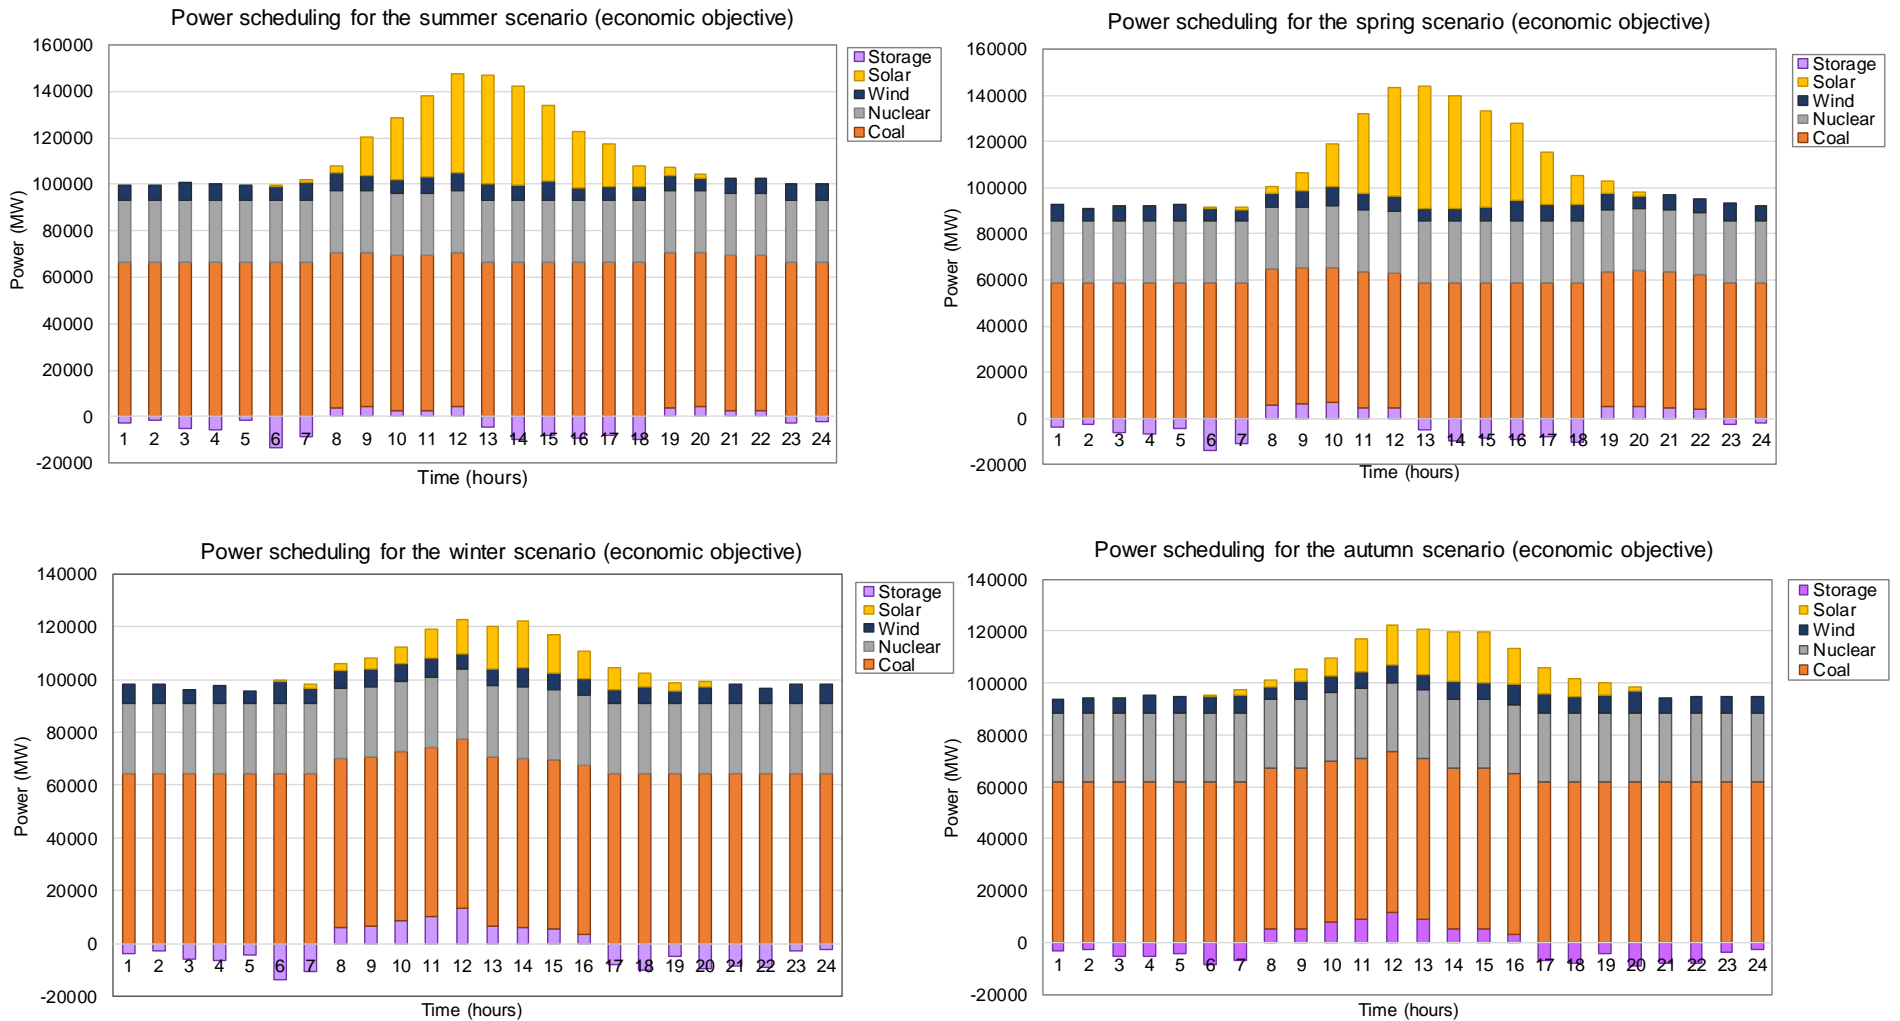 Power scheduling for the summer scenario (economic objective)
160000
140000
120000
100000
80000
60000
40000
20000
0
-20000
Power (MW)
1 2 3 4 5 6 7 8 9 10 11 12 13 14 15 16 17 18 19 20 21 22 23 24
Time (hours)
Storage
Solar
Wind
Nuclear
Coal
Power scheduling for the spring scenario (economic objective)
160000
140000
120000
100000
80000
60000
40000
20000
0
-20000
Power (MW)
1 2 3 4 5 6 7 8 9 10 11 12 13 14 15 16 17 18 19 20 21 22 23 24
Time (hours)
Storage
Solar
Wind
Nuclear
Coal
Power scheduling for the winter scenario (economic objective)
140000
120000
100000
80000
60000
40000
20000
0
-20000
Power (MW)
1 2 3 4 5 6 7 8 9 10 11 12 13 14 15 16 17 18 19 20 21 22 23 24
Time (hours)
Storage
Solar
Wind
Nuclear
Coal
Power scheduling for the autumn scenario (economic objective)
140000
120000
100000
80000
60000
40000
20000
0
-20000
Power (MW)
1 2 3 4 5 6 7 8 9 10 11 12 13 14 15 16 17 18 19 20 21 22 23 24
Time (hours)
Storage
Solar
Wind
Nuclear
Coal